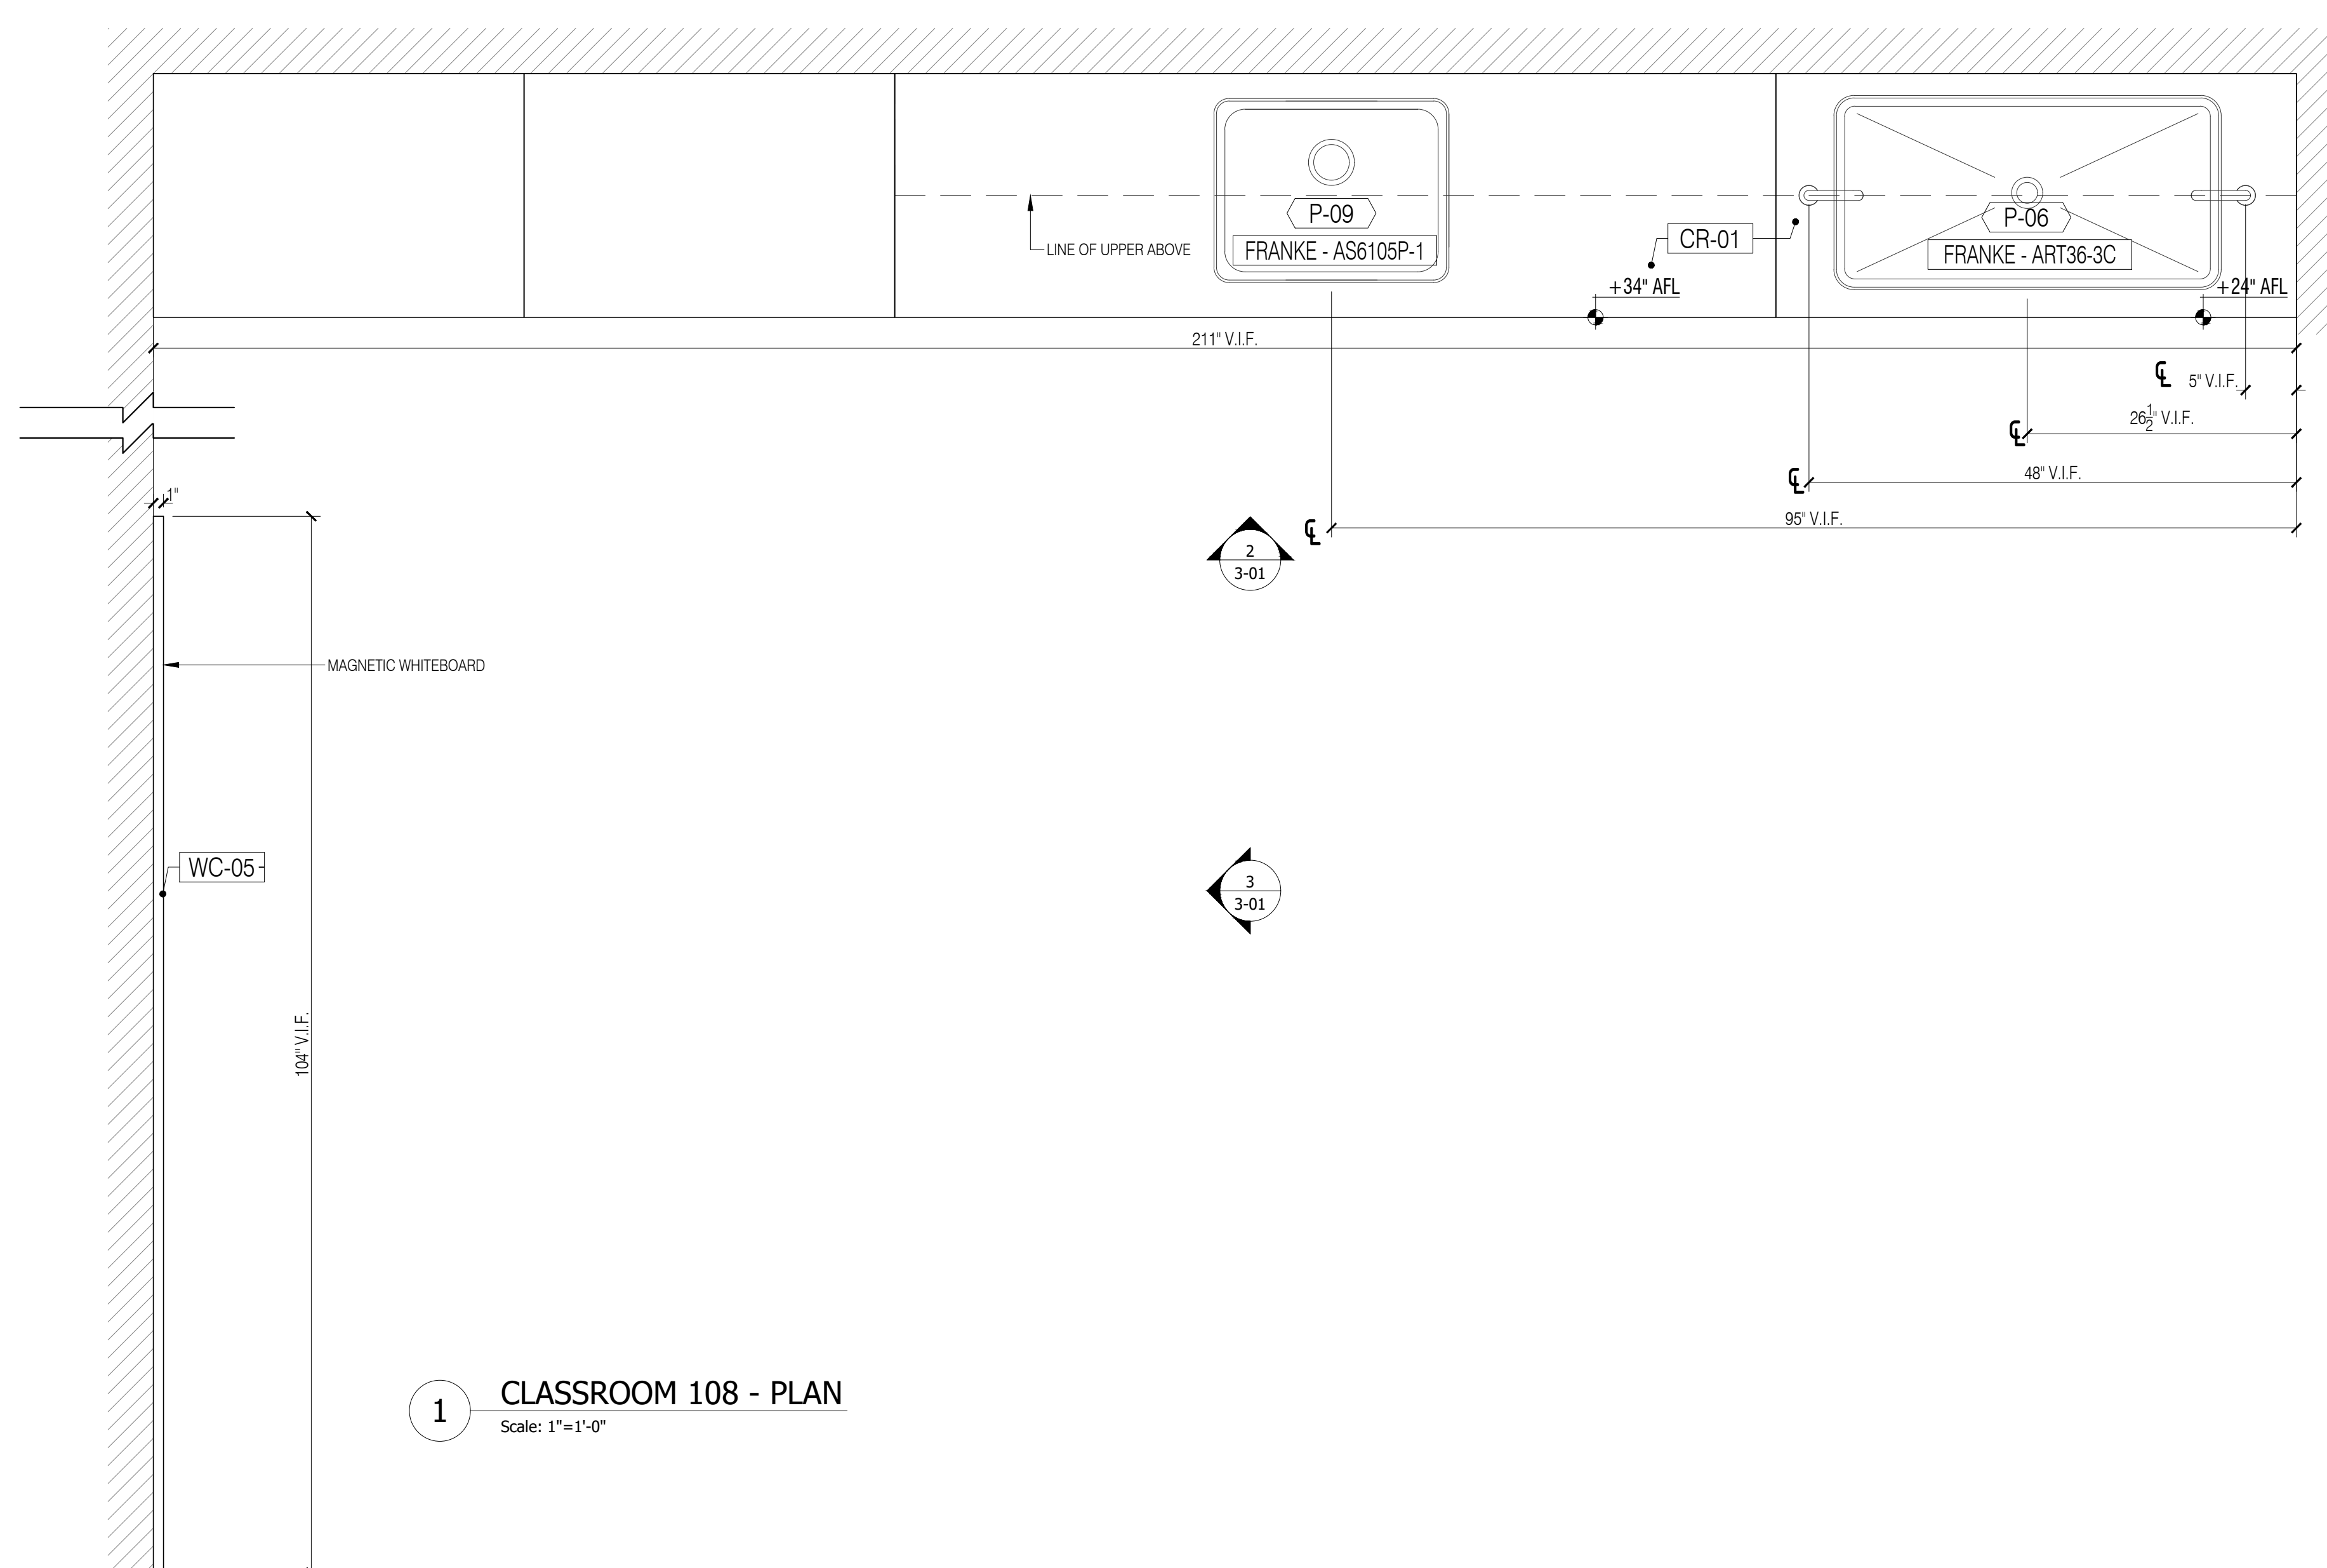 P-09
FRANKE - AS6105P-1
P-06
FRANKE - ART36-3C
LINE OF UPPER ABOVE
CR-01
+34" AFL
+24" AFL
211" V.I.F.
℄ 5" V.I.F.
℄ 26 1/2" V.I.F.
℄ 48" V.I.F.
℄ 95" V.I.F.
1"
2
3-01
MAGNETIC WHITEBOARD
WC-05
3
3-01
104" V.I.F.
1
CLASSROOM 108 - PLAN
Scale: 1"=1'-0"